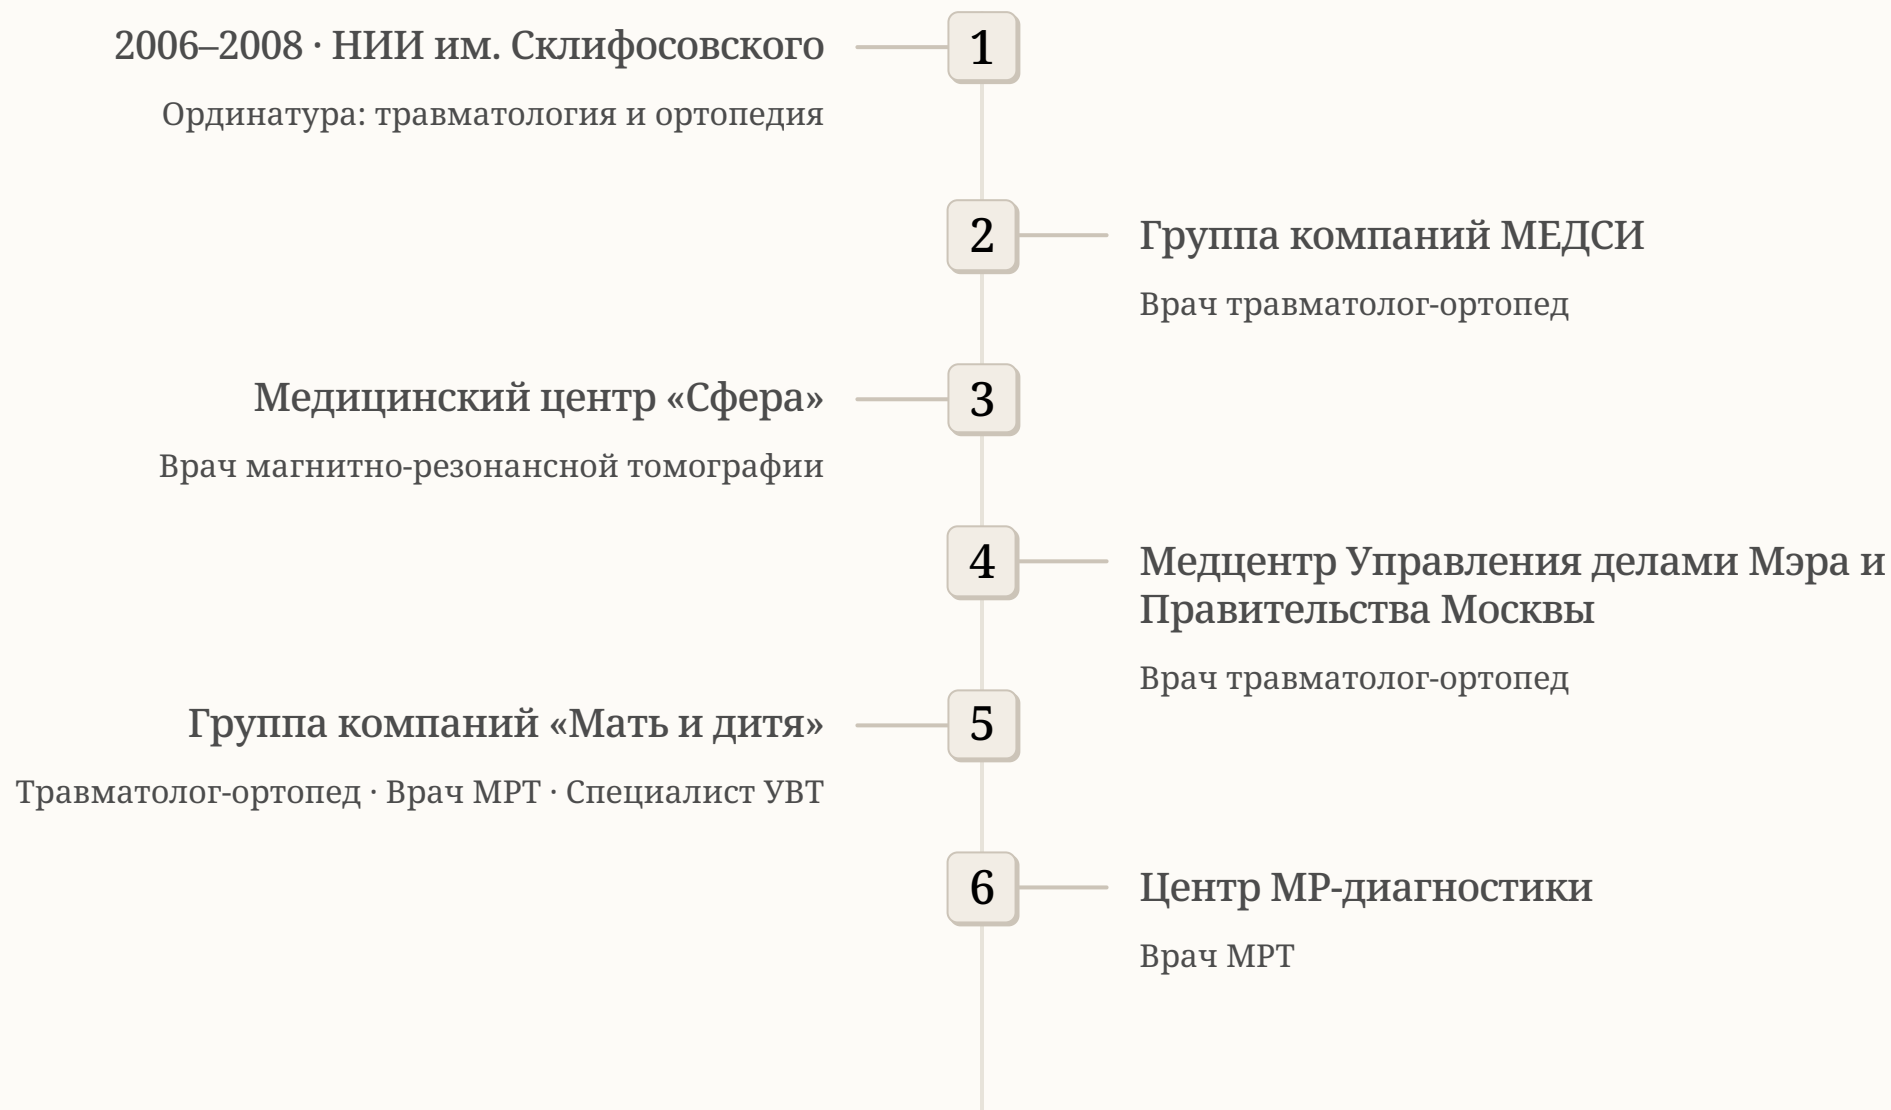 2006–2008 · НИИ им. Склифосовского
1
Ординатура: травматология и ортопедия
2
Группа компаний МЕДСИ
Врач травматолог-ортопед
Медицинский центр «Сфера»
3
Врач магнитно-резонансной томографии
4
Медцентр Управления делами Мэра и
Правительства Москвы
Врач травматолог-ортопед
Группа компаний «Мать и дитя»
5
Травматолог-ортопед · Врач МРТ · Специалист УВТ
6
Центр МР-диагностики
Врач МРТ